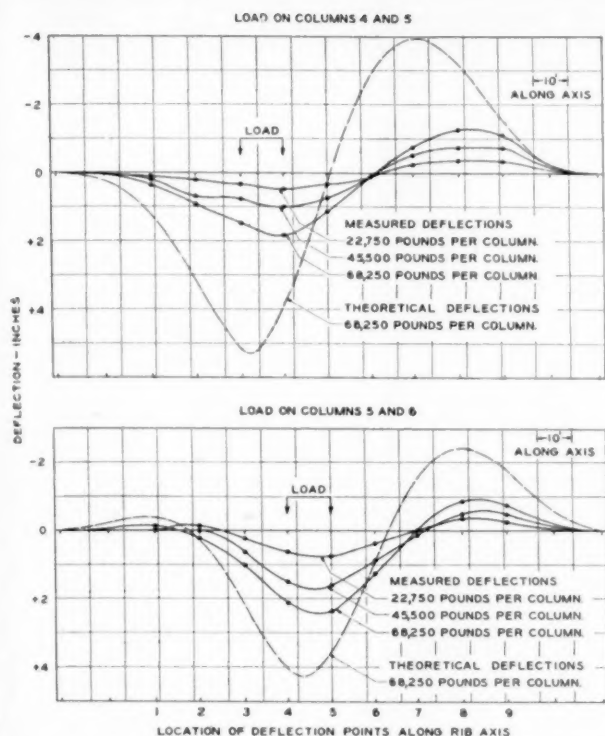 LOAD ON COLUMNS 4 AND 5
-4
-2
0
+2
+4
10'
ALONG AXIS
LOAD
MEASURED DEFLECTIONS
22,750 POUNDS PER COLUMN.
45,500 POUNDS PER COLUMN.
68,250 POUNDS PER COLUMN.
THEORETICAL DEFLECTIONS
68,250 POUNDS PER COLUMN.
DEFLECTION - INCHES
LOAD ON COLUMNS 5 AND 6
-2
0
+2
+4
10'
ALONG AXIS
LOAD
MEASURED DEFLECTIONS
22,750 POUNDS PER COLUMN.
45,500 POUNDS PER COLUMN.
68,250 POUNDS PER COLUMN.
THEORETICAL DEFLECTIONS
68,250 POUNDS PER COLUMN.
1 2 3 4 5 6 7 8 9
LOCATION OF DEFLECTION POINTS ALONG RIB AXIS